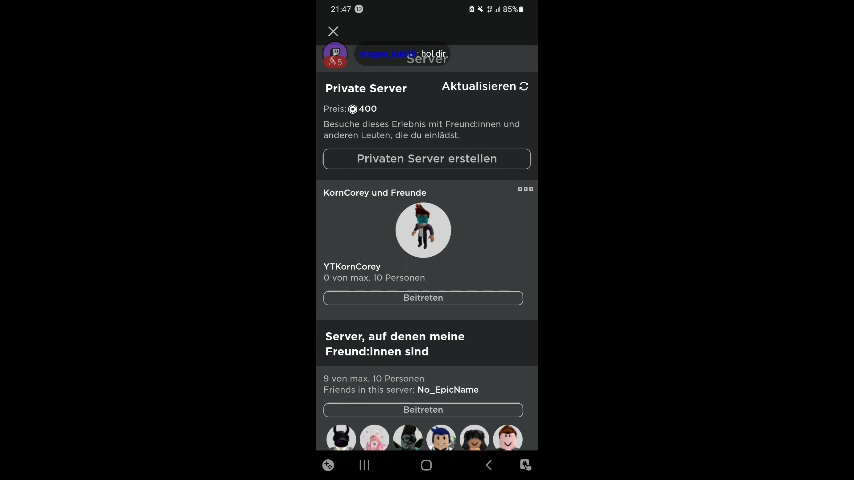 21:47
85%
hol dir
Server
Private Server
Aktualisieren
Preis: 400
Besuche dieses Erlebnis mit Freund:innen und
anderen Leuten, die du einlädst.
Privaten Server erstellen
KornCorey und Freunde
YTKornCorey
0 von max. 10 Personen
Beitreten
Server, auf denen meine
Freund:innen sind
9 von max. 10 Personen
Friends in this server: No_EpicName
Beitreten